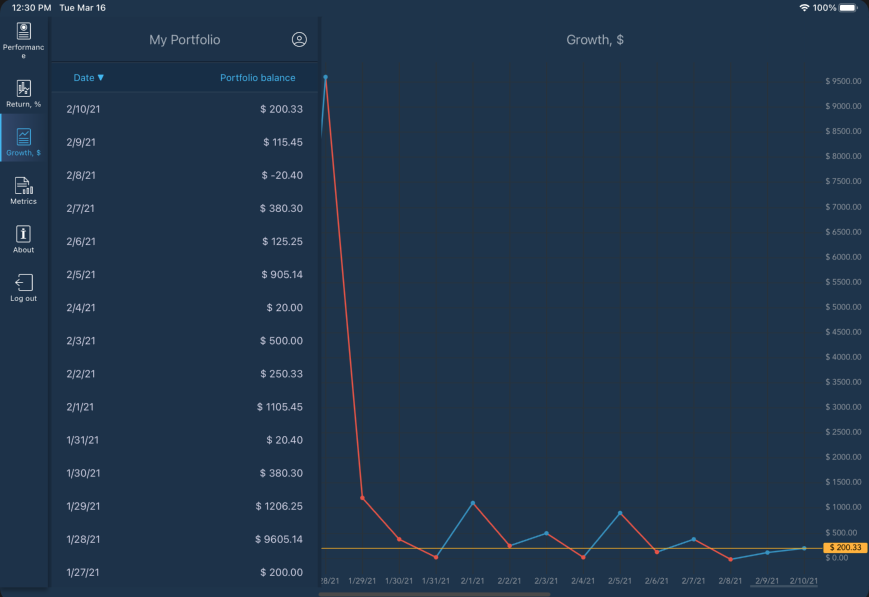 12:30 PM Tue Mar 16
100%
Performanc
e
Return, %
Growth, $
Metrics
About
Log out
My Portfolio
Date ▼ Portfolio balance
2/10/21 $ 200.33
2/9/21 $ 115.45
2/8/21 $ -20.40
2/7/21 $ 380.30
2/6/21 $ 125.25
2/5/21 $ 905.14
2/4/21 $ 20.00
2/3/21 $ 500.00
2/2/21 $ 250.33
2/1/21 $ 1105.45
1/31/21 $ 20.40
1/30/21 $ 380.30
1/29/21 $ 1206.25
1/28/21 $ 9605.14
1/27/21 $ 200.00
Growth, $
$ 9500.00
$ 9000.00
$ 8500.00
$ 8000.00
$ 7500.00
$ 7000.00
$ 6500.00
$ 6000.00
$ 5500.00
$ 5000.00
$ 4500.00
$ 4000.00
$ 3500.00
$ 3000.00
$ 2500.00
$ 2000.00
$ 1500.00
$ 1000.00
$ 500.00
$ 200.33
$ 0.00
8/21 1/29/21 1/30/21 1/31/21 2/1/21 2/2/21 2/3/21 2/4/21 2/5/21 2/6/21 2/7/21 2/8/21 2/9/21 2/10/21